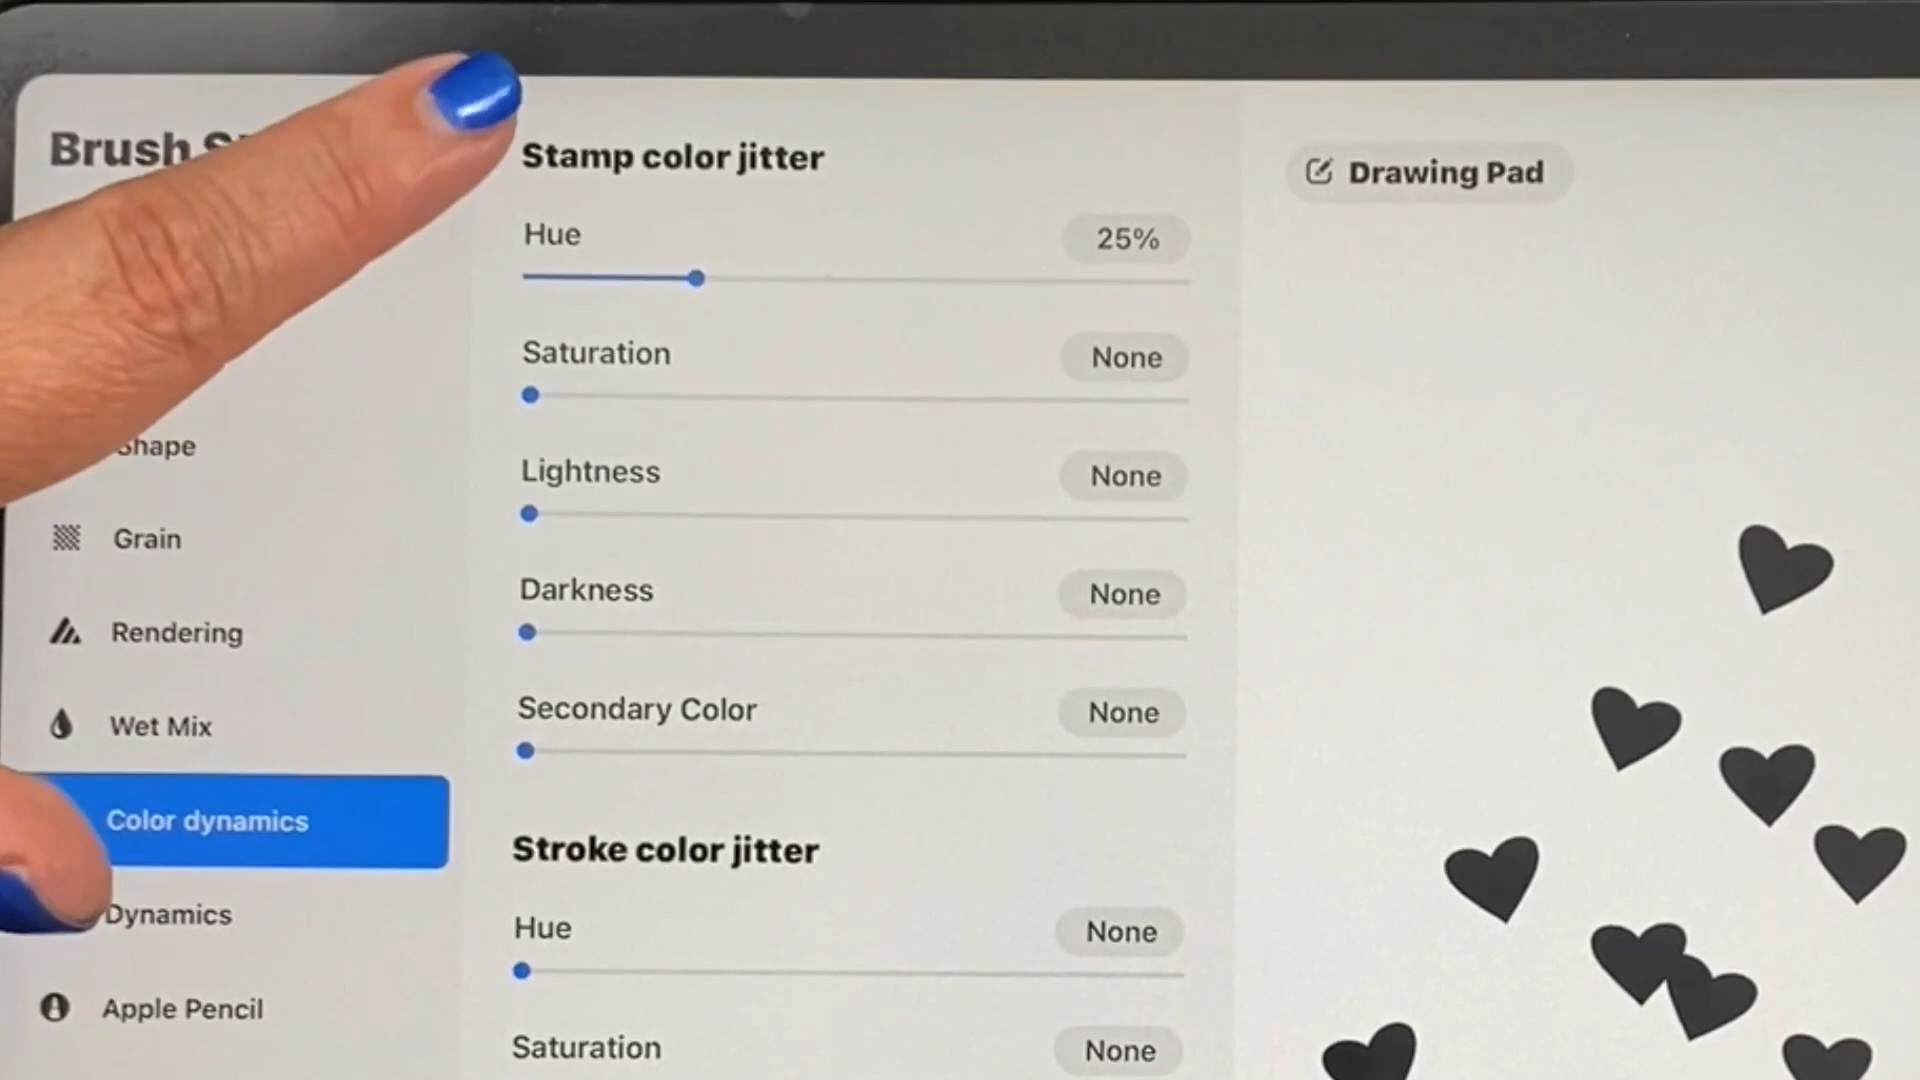 Brush
Shape
Grain
Rendering
Wet Mix
Color dynamics
Dynamics
Apple Pencil
Stamp color jitter
Hue
25%
Saturation
None
Lightness
None
Darkness
None
Secondary Color
None
Stroke color jitter
Hue
None
Saturation
None
Drawing Pad